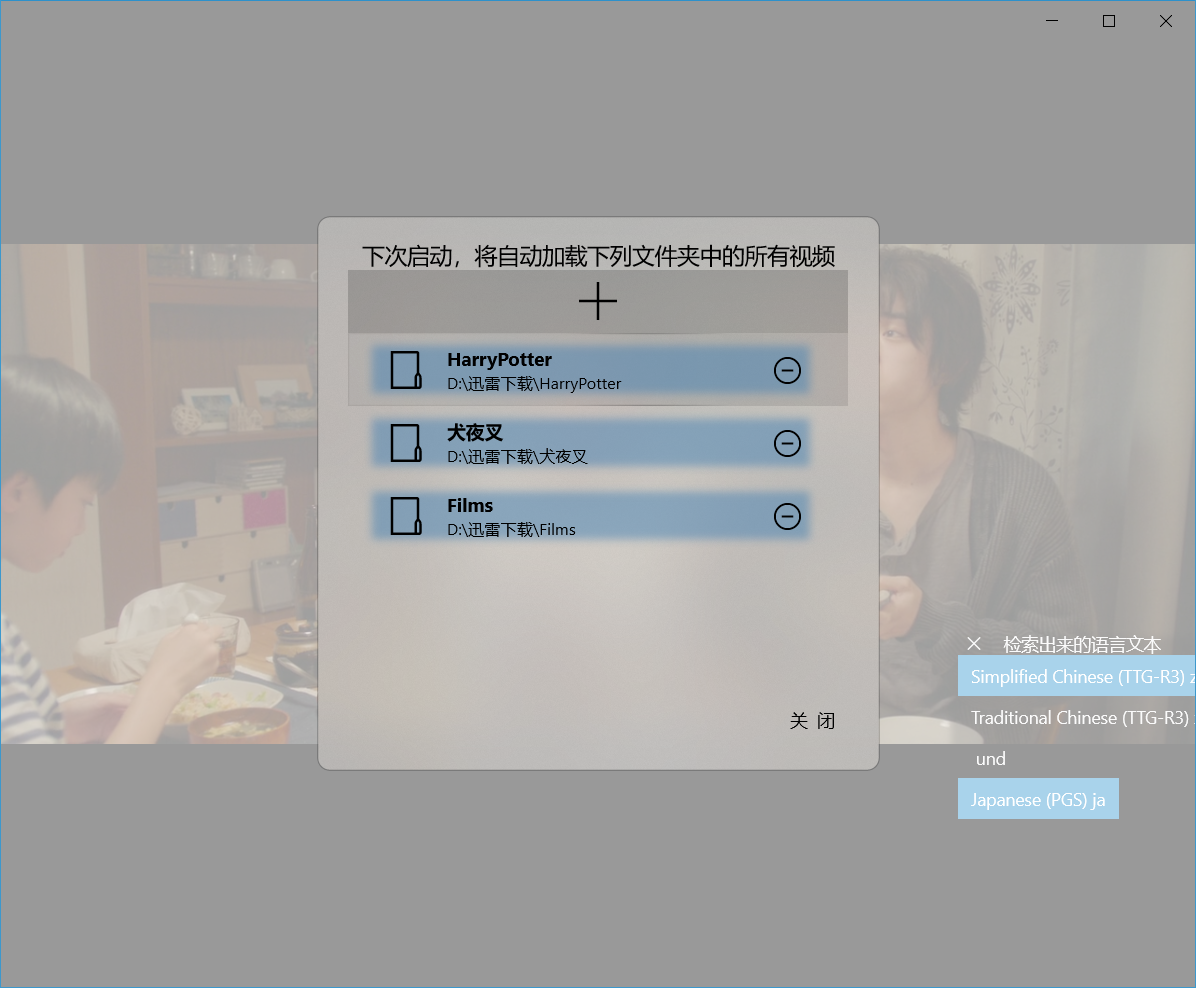 下次启动，将自动加载下列文件夹中的所有视频
HarryPotter
D:\迅雷下载\HarryPotter
犬夜叉
D:\迅雷下载\犬夜叉
Films
D:\迅雷下载\Films
关 闭
检索出来的语言文本
Simplified Chinese (TTG-R3) z
Traditional Chinese (TTG-R3)
und
Japanese (PGS) ja